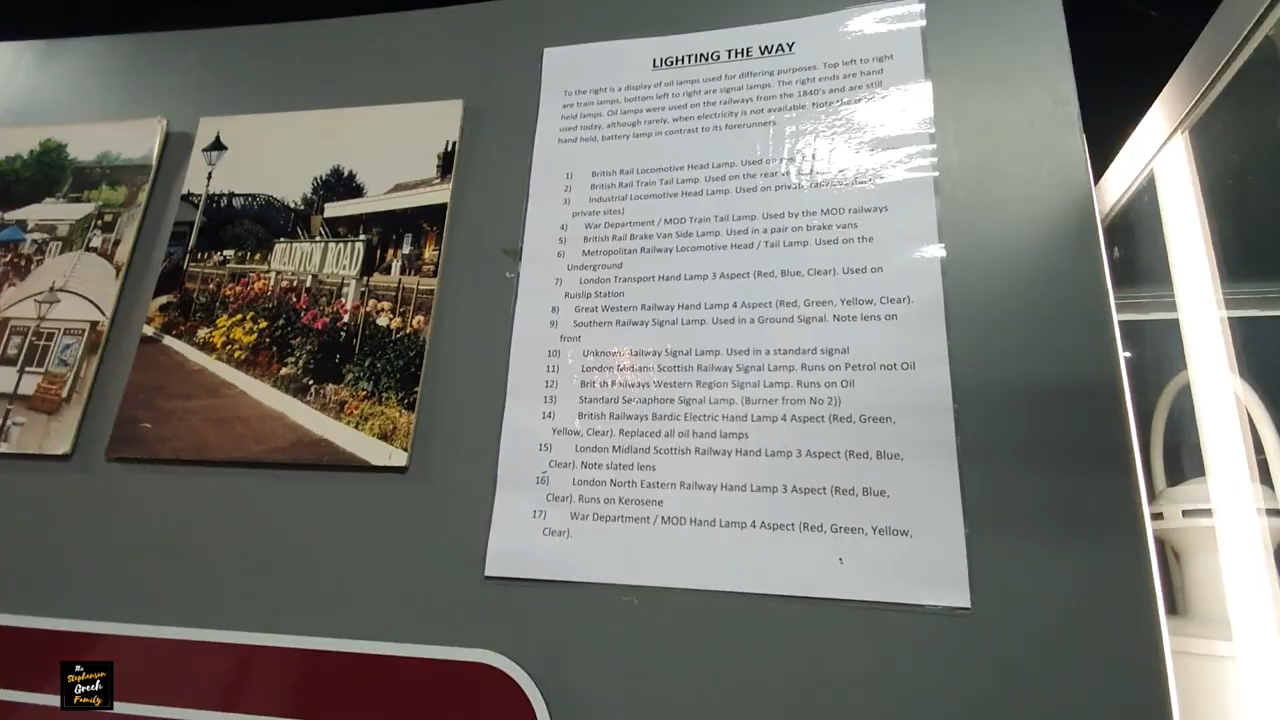 QUAINTON ROAD
LIGHTING THE WAY
To the right is a display of oil lamps used for differing purposes. Top left to right
are train lamps, bottom left to right are signal lamps. The right ends are hand
held lamps. Oil lamps were used on the railways from the 1840's and are still
used today, although rarely, when electricity is not available. Note the
hand held, battery lamp in contrast to its forerunners.
1) British Rail Locomotive Head Lamp. Used on
2) British Rail Train Tail Lamp. Used on the rear
3) Industrial Locomotive Head Lamp. Used on private
private sites)
4) War Department / MOD Train Tail Lamp. Used by the MOD railways
5) British Rail Brake Van Side Lamp. Used in a pair on brake vans
6) Metropolitan Railway Locomotive Head / Tail Lamp. Used on the
Underground
7) London Transport Hand Lamp 3 Aspect (Red, Blue, Clear). Used on
Ruislip Station
8) Great Western Railway Hand Lamp 4 Aspect (Red, Green, Yellow, Clear).
9) Southern Railway Signal Lamp. Used in a Ground Signal. Note lens on
front
10) Unknown Railway Signal Lamp. Used in a standard signal
11) London Midland Scottish Railway Signal Lamp. Runs on Petrol not Oil
12) British Railways Western Region Signal Lamp. Runs on Oil
13) Standard Semaphore Signal Lamp. (Burner from No 2))
14) British Railways Bardic Electric Hand Lamp 4 Aspect (Red, Green,
Yellow, Clear). Replaced all oil hand lamps
15) London Midland Scottish Railway Hand Lamp 3 Aspect (Red, Blue,
Clear). Note slated lens
16) London North Eastern Railway Hand Lamp 3 Aspect (Red, Blue,
Clear). Runs on Kerosene
17) War Department / MOD Hand Lamp 4 Aspect (Red, Green, Yellow,
Clear).
The
Stephenson
Greeh
Family